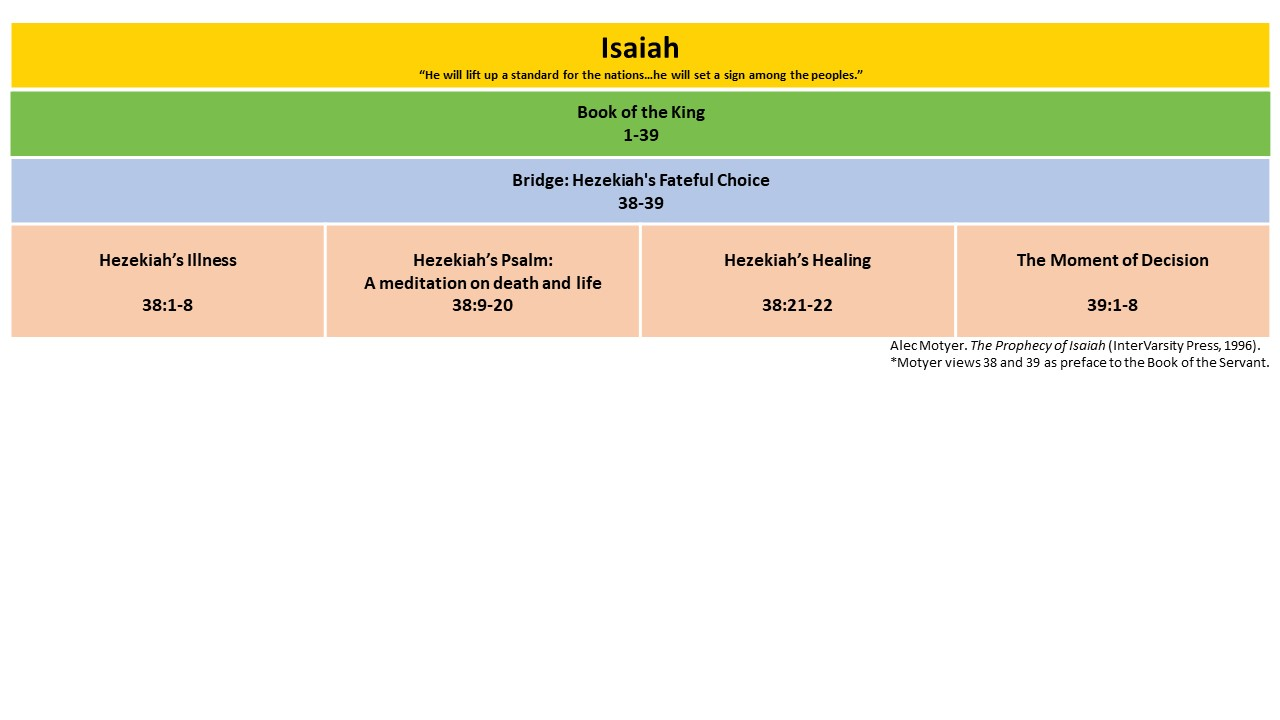 Isaiah
“He will lift up a standard for the nations…he will set a sign among the peoples.”
Book of the King
1-39
Bridge: Hezekiah's Fateful Choice
38-39
Hezekiah’s Illness
38:1-8
Hezekiah’s Psalm:
A meditation on death and life
38:9-20
Hezekiah’s Healing
38:21-22
The Moment of Decision
39:1-8
Alec Motyer. The Prophecy of Isaiah (InterVarsity Press, 1996).
*Motyer views 38 and 39 as preface to the Book of the Servant.